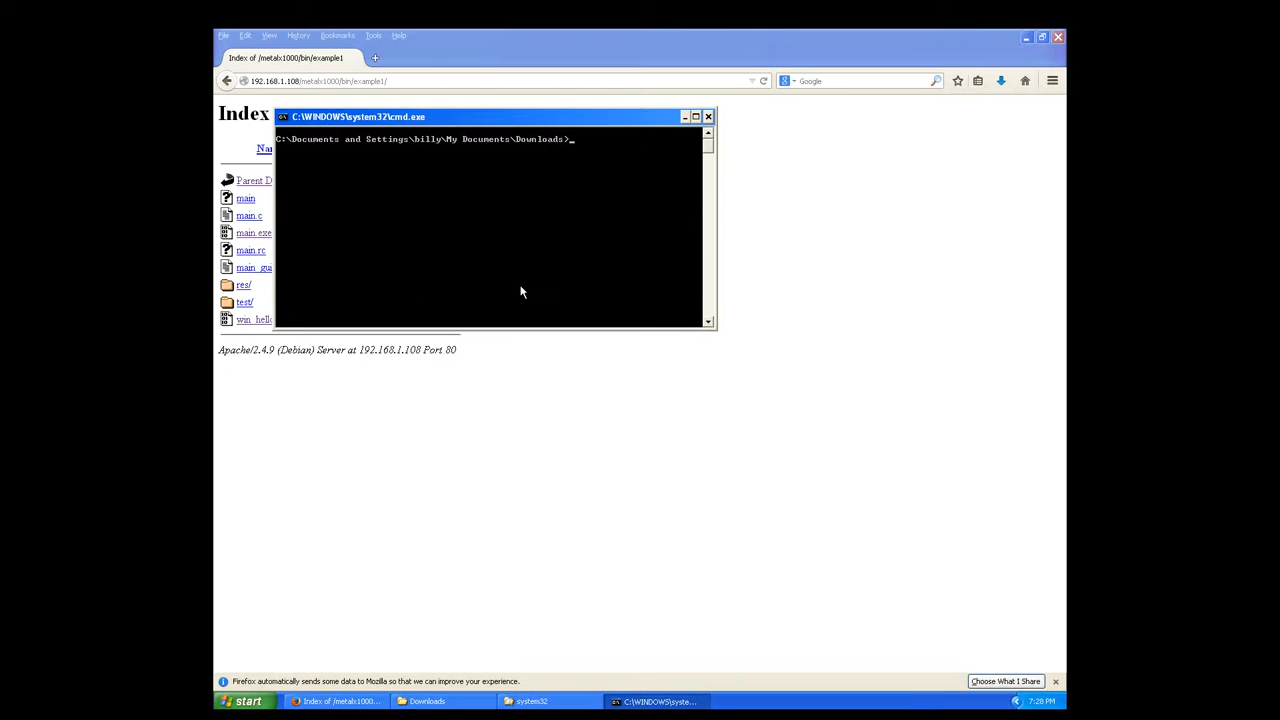 File Edit View History Bookmarks Tools Help
Index of /metalx1000/bin/example1
192.168.1.108/metalx1000/bin/example1/
Google
Index
C:\WINDOWS\system32\cmd.exe
C:\Documents and Settings\billy\My Documents\Downloads>_
Na
Parent D
main
main.c
main.exe
main.rc
main_gui
res/
test/
win_hello
Apache/2.4.9 (Debian) Server at 192.168.1.108 Port 80
Firefox automatically sends some data to Mozilla so that we can improve your experience.
Choose What I Share
start
Index of /metalx1000...
Downloads
system32
C:\WINDOWS\syste...
7:28 PM